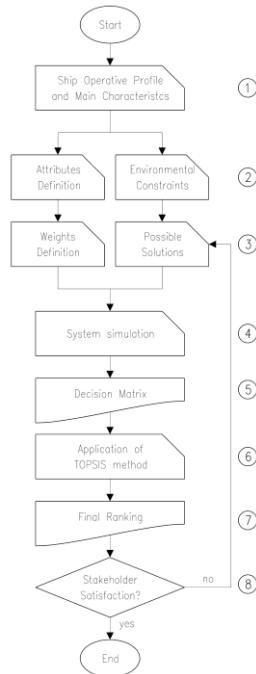 Start
Ship Operative Profile
and Main Characteristcs
1
Attributes
Definition
Environmental
Constraints
2
Weights
Definition
Possible
Solutions
3
System simulation
4
Decision Matrix
5
Application of
TOPSIS method
6
Final Ranking
7
Stakeholder
Satisfaction?
no
8
yes
End